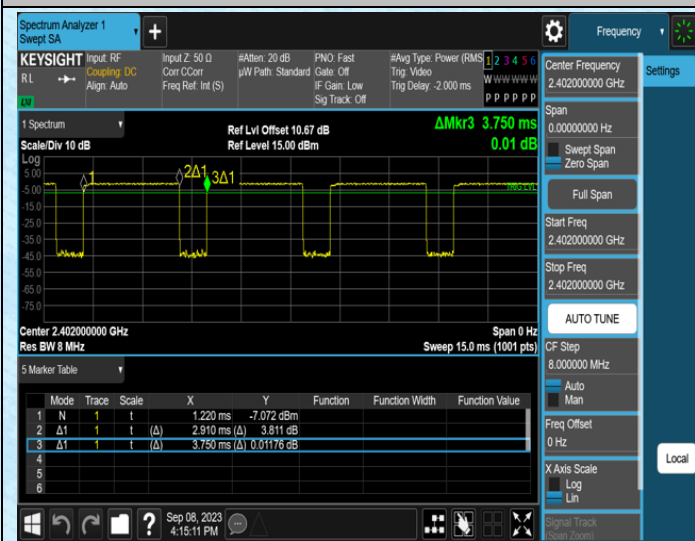 Spectrum Analyzer 1
Swept SA
+
Frequency
KEYSIGHT
RL
LXI
Input: RF
Coupling: DC
Align: Auto
Input Z: 50 Ω
Corr CCorr
Freq Ref: Int (S)
#Atten: 20 dB
µW Path: Standard
PNO: Fast
Gate: Off
IF Gain: Low
Sig Track: Off
#Avg Type: Power (RMS
Trig: Video
Trig Delay: -2.000 ms
1 2 3 4 5 6
W W W W W W
P P P P P P
1 Spectrum
Scale/Div 10 dB
Ref Lvl Offset 10.67 dB
Ref Level 15.00 dBm
ΔMkr3 3.750 ms
0.01 dB
Log
5.00
-5.00
-15.0
-25.0
-35.0
-45.0
-55.0
-65.0
-75.0
1
2Δ1
3Δ1
TRIG LVL
Center 2.402000000 GHz
Res BW 8 MHz
Span 0 Hz
Sweep 15.0 ms (1001 pts)
5 Marker Table
Mode Trace Scale X Y Function Function Width Function Value
1 N 1 t 1.220 ms -7.072 dBm
2 Δ1 1 t (Δ) 2.910 ms (Δ) 3.811 dB
3 Δ1 1 t (Δ) 3.750 ms (Δ) 0.01176 dB
4
5
6
?
Sep 08, 2023
4:15:11 PM
Center Frequency
2.402000000 GHz
Span
0.00000000 Hz
Swept Span
Zero Span
Full Span
Start Freq
2.402000000 GHz
Stop Freq
2.402000000 GHz
AUTO TUNE
CF Step
8.000000 MHz
Auto
Man
Freq Offset
0 Hz
X Axis Scale
Log
Lin
Signal Track
(Span Zoom)
Settings
Local